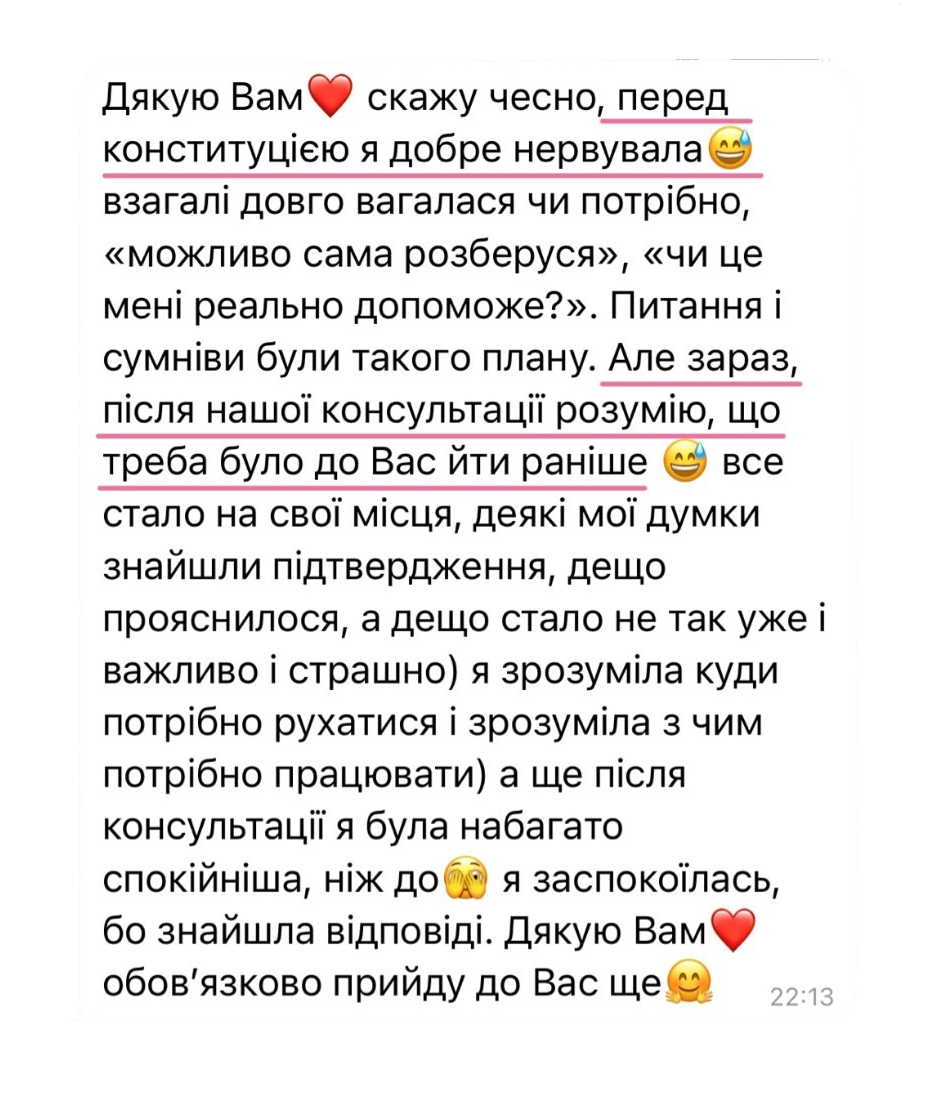 Дякую Вам❤️ скажу чесно, перед
конституцією я добре нервувала😅
взагалі довго вагалася чи потрібно,
«можливо сама розберуся», «чи це
мені реально допоможе?». Питання і
сумніви були такого плану. Але зараз,
після нашої консультації розумію, що
треба було до Вас йти раніше 😅 все
стало на свої місця, деякі мої думки
знайшли підтвердження, дещо
прояснилося, а дещо стало не так уже і
важливо і страшно) я зрозуміла куди
потрібно рухатися і зрозуміла з чим
потрібно працювати) а ще після
консультації я була набагато
спокійніша, ніж до🫣 я заспокоїлась,
бо знайшла відповіді. Дякую Вам❤️
обовʼязково прийду до Вас ще🤗
22:13